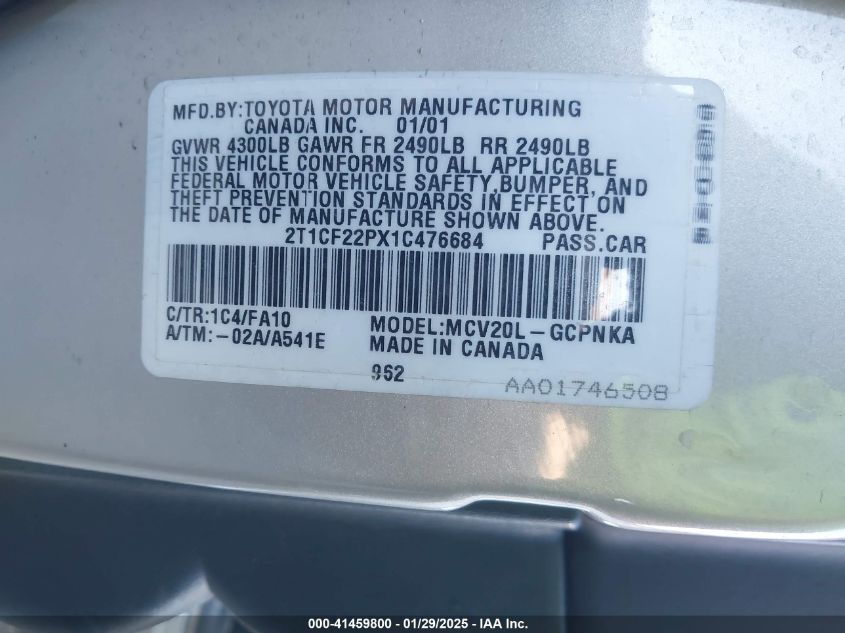 MFD.BY:TOYOTA MOTOR MANUFACTURING
CANADA INC. 01/01
GVWR 4300LB GAWR FR 2490LB RR 2490LB
THIS VEHICLE CONFORMS TO ALL APPLICABLE
FEDERAL MOTOR VEHICLE SAFETY,BUMPER, AND
THEFT PREVENTION STANDARDS IN EFFECT ON
THE DATE OF MANUFACTURE SHOWN ABOVE.
2T1CF22PX1C476684 PASS.CAR
C/TR:1C4/FA10 MODEL:MCV20L-GCPNKA
A/TM:-02A/A541E MADE IN CANADA
962
AA01746508
000-41459800 - 01/29/2025 - IAA Inc.